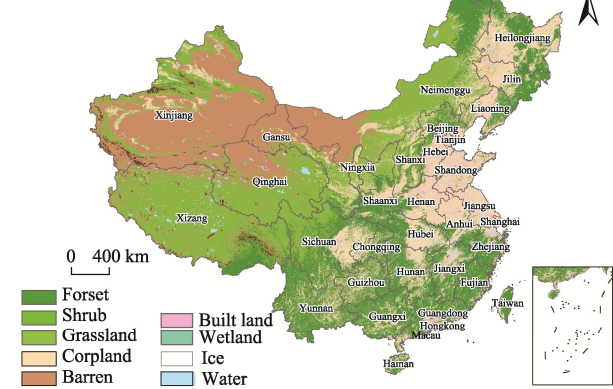 Heilongjiang
Jilin
Neimenggu
Liaoning
Xinjiang
Beijing
Gansu
Tianjin
Hebei
Shanxi
Ningxia
Shandong
Qinghai
Shaanxi
Henan
Jiangsu
Xizang
Anhui
Shanghai
Hubei
Sichuan
Chongqing
Zhejiang
0 400 km
Hunan
Jiangxi
Guizhou
Fujian
Forset
Taiwan
Yunnan
Guangxi
Guangdong
Shrub
Built land
Hongkong
Grassland
Wetland
Macau
Corpland
Ice
Hainan
Barren
Water